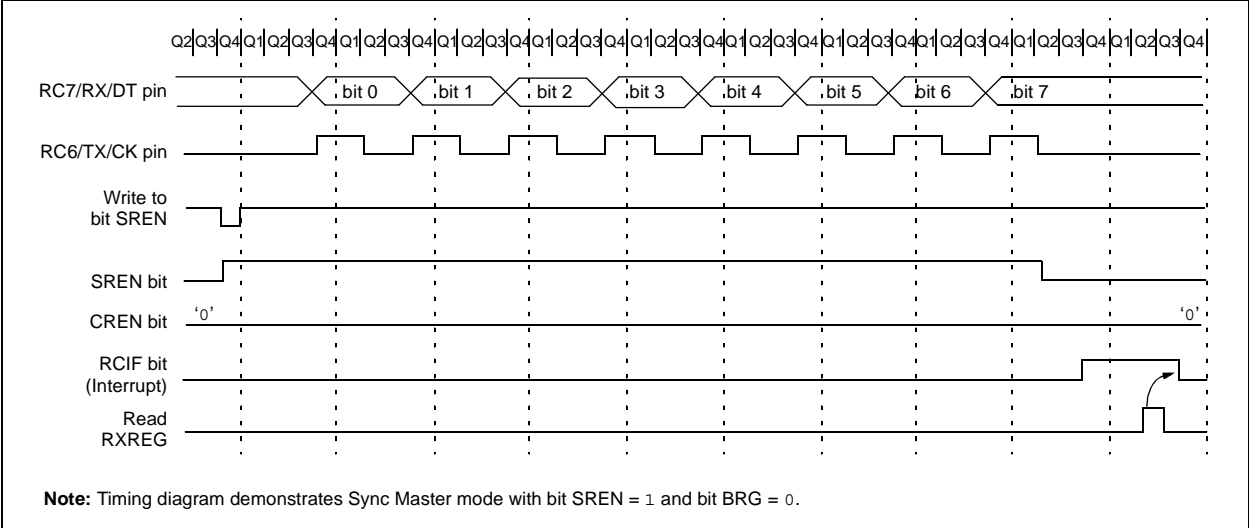 Q2 Q3 Q4 Q1 Q2 Q3 Q4 Q1 Q2 Q3 Q4 Q1 Q2 Q3 Q4 Q1 Q2 Q3 Q4 Q1 Q2 Q3 Q4 Q1 Q2 Q3 Q4 Q1 Q2 Q3 Q4 Q1 Q2 Q3 Q4 Q1 Q2 Q3 Q4 Q1 Q2 Q3 Q4
RC7/RX/DT pin bit 0 bit 1 bit 2 bit 3 bit 4 bit 5 bit 6 bit 7
RC6/TX/CK pin
Write to
bit SREN
SREN bit
CREN bit ‘0’ ‘0’
RCIF bit
(Interrupt)
Read
RXREG
Note: Timing diagram demonstrates Sync Master mode with bit SREN = 1 and bit BRG = 0.